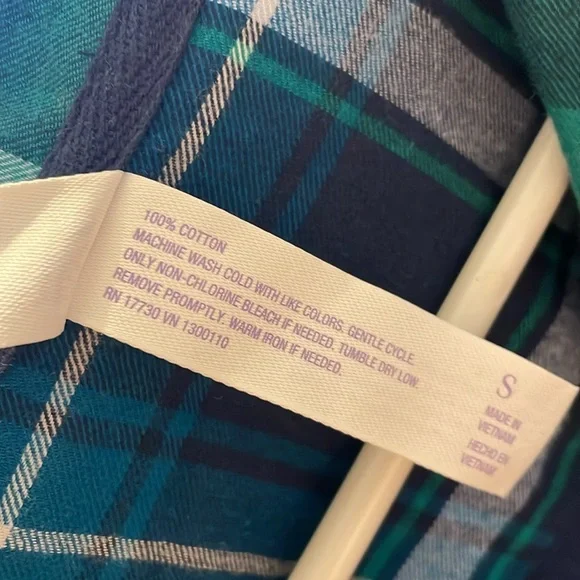 100% COTTON
MACHINE WASH COLD WITH LIKE COLORS. GENTLE CYCLE.
ONLY NON-CHLORINE BLEACH IF NEEDED. TUMBLE DRY LOW.
REMOVE PROMPTLY. WARM IRON IF NEEDED.
RN 17730 VN 1300110
S
MADE IN
VIETNAM
HECHO EN
VIETNAM